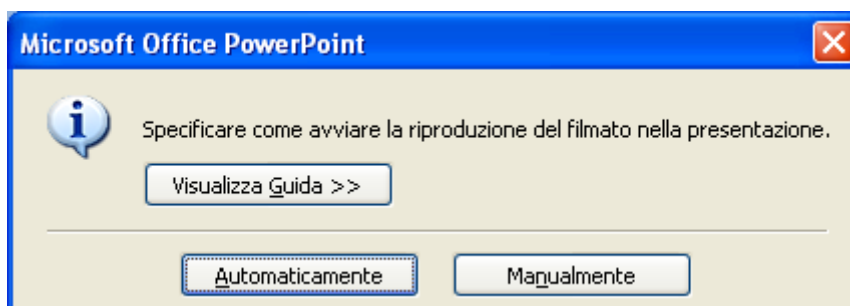 Microsoft Office PowerPoint
Specificare come avviare la riproduzione del filmato nella presentazione.
Visualizza Guida >>
Automaticamente Manualmente